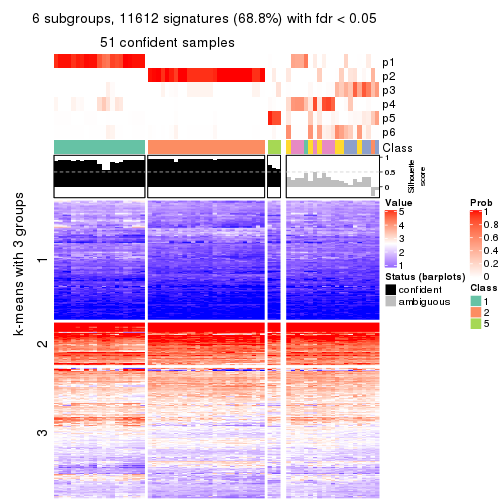 6 subgroups, 11612 signatures (68.8%) with fdr < 0.05
51 confident samples
p1
p2
p3
p4
p5
p6
Class
1
0.5
0
Silhouette
score
k-means with 3 groups
1
2
3
Value
5
4
3
2
1
Status (barplots)
confident
ambiguous
Prob
1
0.8
0.6
0.4
0.2
0
Class
1
2
5